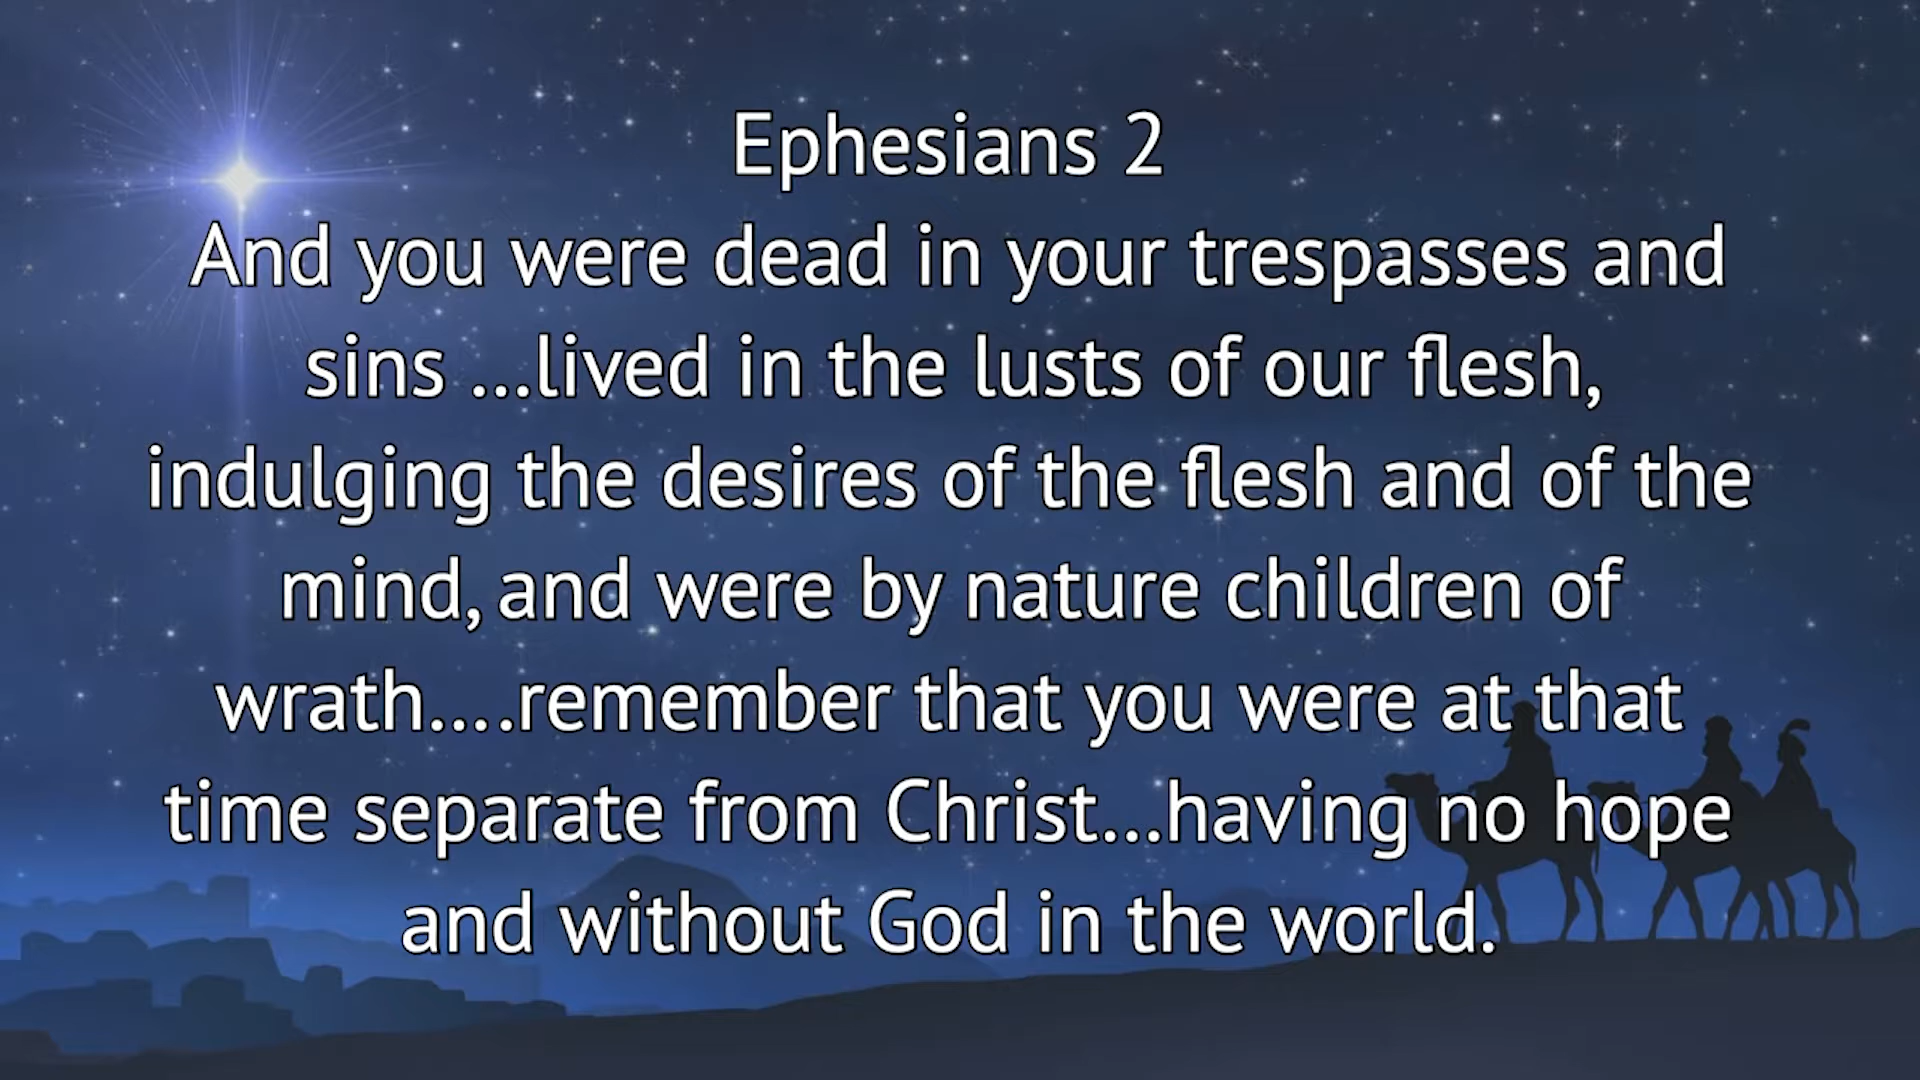 Ephesians 2
And you were dead in your trespasses and
sins ...lived in the lusts of our flesh,
indulging the desires of the flesh and of the
mind, and were by nature children of
wrath....remember that you were at that
time separate from Christ...having no hope
and without God in the world.